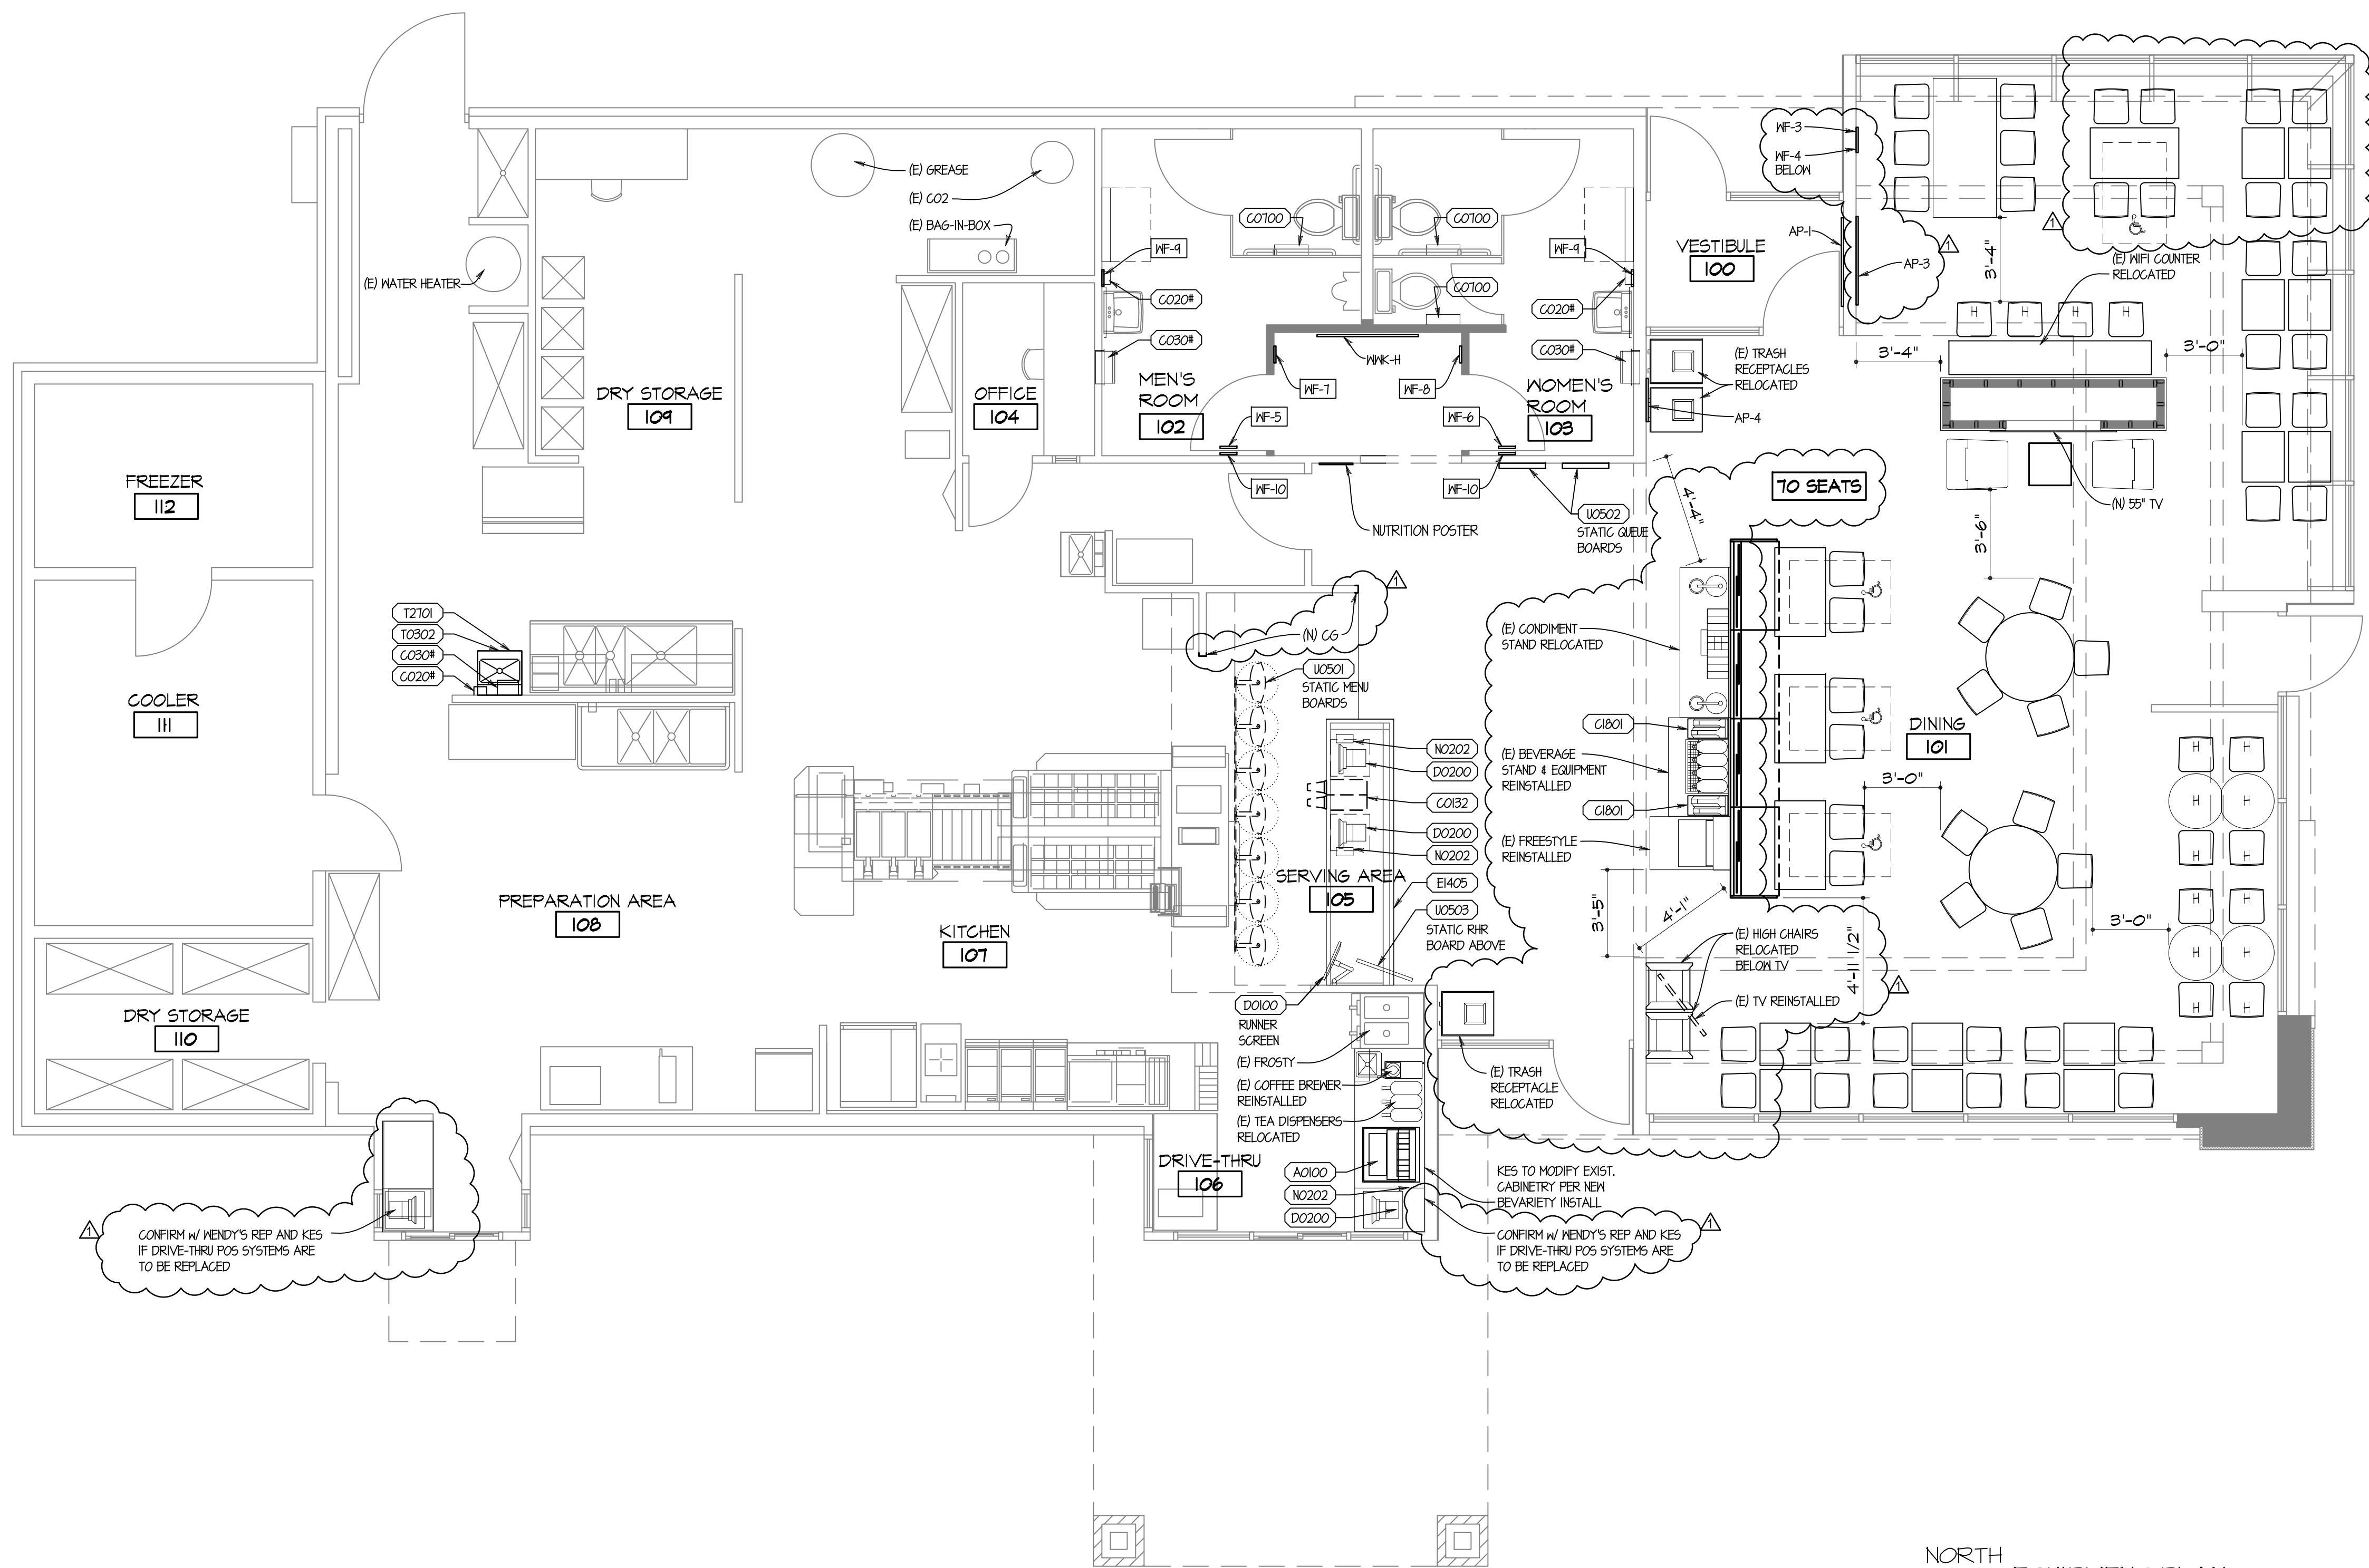 (E) GREASE
(E) CO2
(E) BAG-IN-BOX
(E) WATER HEATER
DRY STORAGE
109
OFFICE
104
FREEZER
112
COOLER
111
DRY STORAGE
110
PREPARATION AREA
108
KITCHEN
107
T2701
T0302
C030#
C020#
C0700
C0700
C0700
WF-9
C020#
C030#
WF-9
C020#
C030#
MEN'S
ROOM
102
WOMEN'S
ROOM
103
WWK-H
WF-7
WF-8
WF-5
WF-6
WF-10
WF-10
NUTRITION POSTER
U0502
STATIC QUEUE
BOARDS
VESTIBULE
100
WF-3
WF-4
BELOW
AP-1
AP-3
1
1
3'-4"
(E) WIFI COUNTER
RELOCATED
H
H
H
H
3'-4"
3'-0"
(E) TRASH
RECEPTACLES
RELOCATED
AP-4
(N) 55" TV
70 SEATS
4'-4"
3'-6"
1
(N) CG
U0501
STATIC MENU
BOARDS
(E) CONDIMENT
STAND RELOCATED
C1801
(E) BEVERAGE
STAND & EQUIPMENT
REINSTALLED
C1801
(E) FREESTYLE
REINSTALLED
N0202
D0200
C0132
D0200
N0202
E1405
U0503
STATIC RHR
BOARD ABOVE
SERVING AREA
105
DINING
101
3'-0"
3'-0"
H
H
H
H
H
H
H
H
H
H
H
H
3'-5"
4'-1"
4'-11 1/2"
(E) HIGH CHAIRS
RELOCATED
BELOW TV
1
(E) TV REINSTALLED
D0100
RUNNER
SCREEN
(E) FROSTY
(E) COFFEE BREWER
REINSTALLED
(E) TEA DISPENSERS
RELOCATED
(E) TRASH
RECEPTACLE
RELOCATED
DRIVE-THRU
106
A0100
N0202
D0200
KES TO MODIFY EXIST.
CABINETRY PER NEW
BEVARIETY INSTALL
1
CONFIRM w/ WENDY'S REP AND KES
IF DRIVE-THRU POS SYSTEMS ARE
TO BE REPLACED
1
CONFIRM w/ WENDY'S REP AND KES
IF DRIVE-THRU POS SYSTEMS ARE
TO BE REPLACED
NORTH